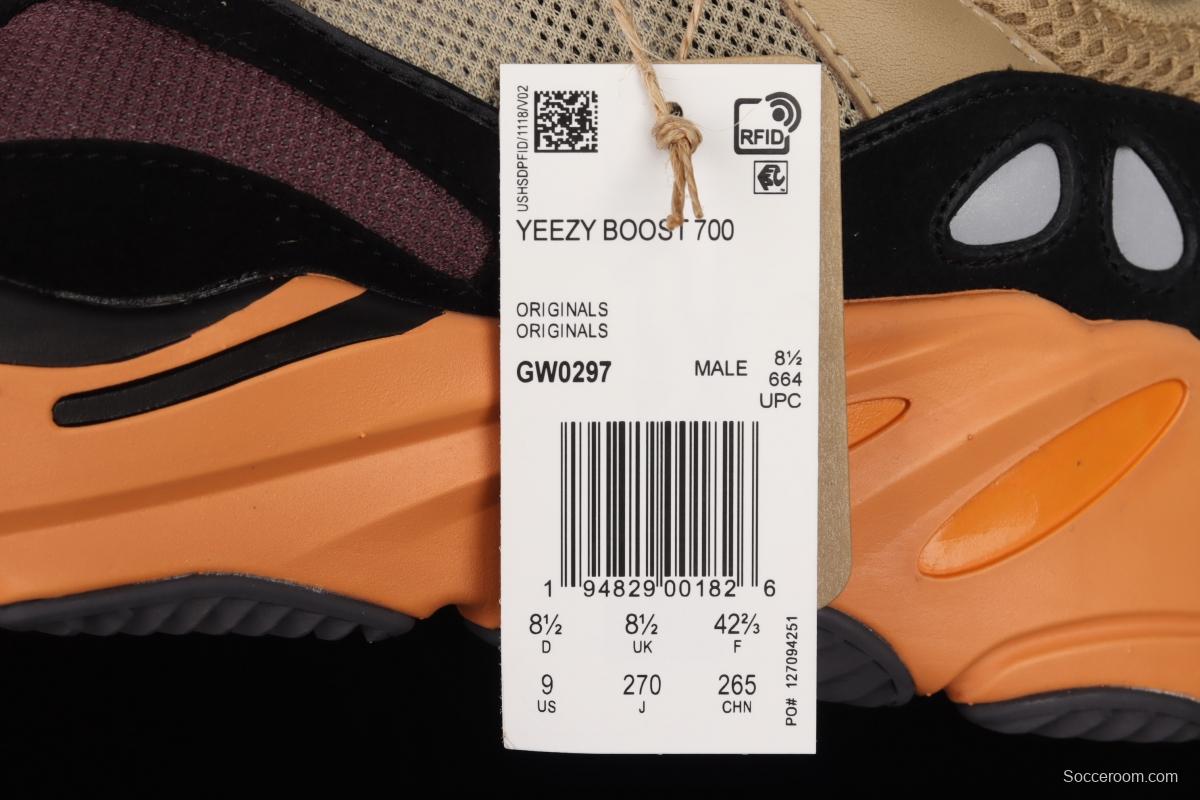 USHSDPFID/1118/V02
RFID
YEEZY BOOST 700
ORIGINALS
ORIGINALS
GW0297
MALE
8½
664
UPC
1 94829 00182 6
8½ 8½ 42⅔
D UK F
9 270 265
US J CHN
PO# 127094251
Socceroom.com